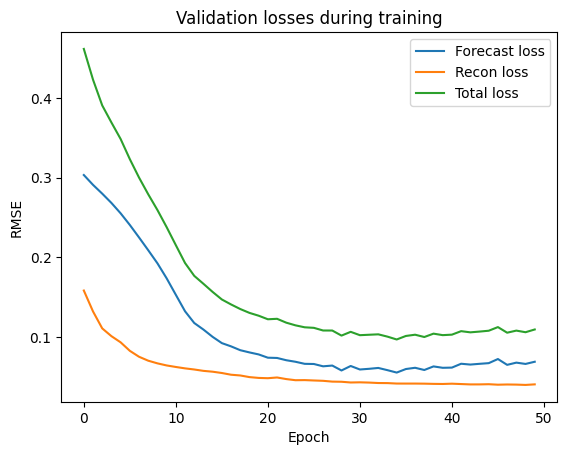 Validation losses during training
Forecast loss
Recon loss
Total loss
0.4
0.3
0.2
0.1
RMSE
0 10 20 30 40 50
Epoch